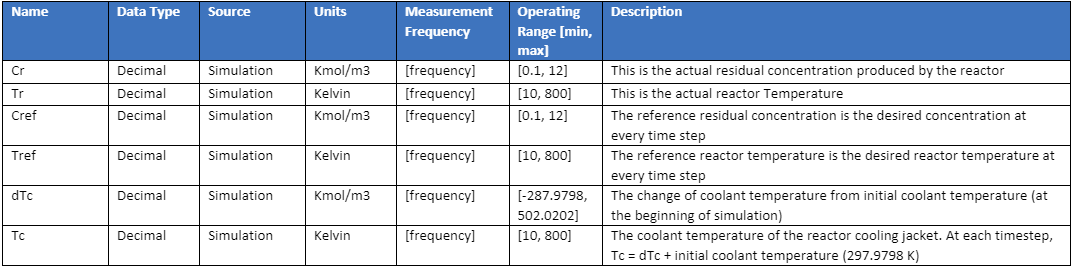 Name Data Type Source Units Measurement Frequency Operating Range [min, max] Description
Cr Decimal Simulation Kmol/m3 [frequency] [0.1, 12] This is the actual residual concentration produced by the reactor
Tr Decimal Simulation Kelvin [frequency] [10, 800] This is the actual reactor Temperature
Cref Decimal Simulation Kmol/m3 [frequency] [0.1, 12] The reference residual concentration is the desired concentration at
every time step
Tref Decimal Simulation Kelvin [frequency] [10, 800] The reference reactor temperature is the desired reactor temperature at
every time step
dTc Decimal Simulation Kmol/m3 [frequency] [-287.9798, 502.0202] The change of coolant temperature from initial coolant temperature (at
the beginning of simulation)
Tc Decimal Simulation Kelvin [frequency] [10, 800] The coolant temperature of the reactor cooling jacket. At each timestep,
Tc = dTc + initial coolant temperature (297.9798 K)